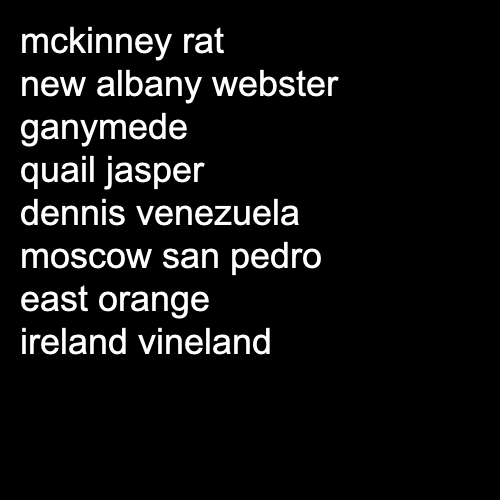 mckinney rat
new albany webster
ganymede
quail jasper
dennis venezuela
moscow san pedro
east orange
ireland vineland